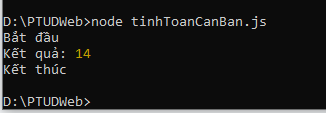 D:\PTUDWeb>node tinhToanCanBan.js
Bắt đầu
Kết quả: 14
Kết thúc
D:\PTUDWeb>